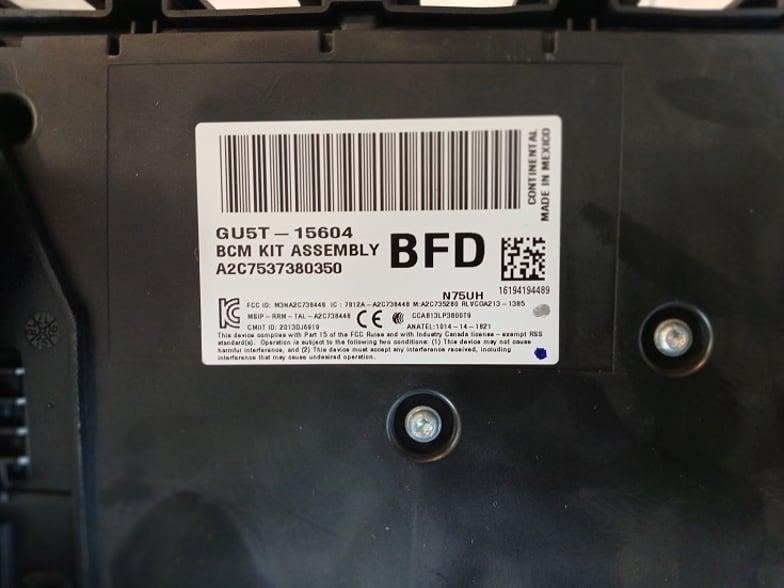 CONTINENTAL
MADE IN MEXICO
GU5T-15604
BCM KIT ASSEMBLY
A2C7537380350
BFD
16194194489
N75UH
FCC ID: M3NA2C738448 IC: 7812A-A2C738448 M:A2C735280 RLVCOA213-1385
MSIP-RRM-TAL-A2C738448 CE CCAB13LP3800T9
CMIIT ID: 2013DJ6919 ANATEL:1014-14-1821
This device complies with Part 15 of the FCC Rules and with Industry Canada license-exempt RSS
standard(s). Operation is subject to the following two conditions: (1) This device may not cause
harmful interference, and (2) This device must accept any interference received, including
interference that may cause undesired operation.